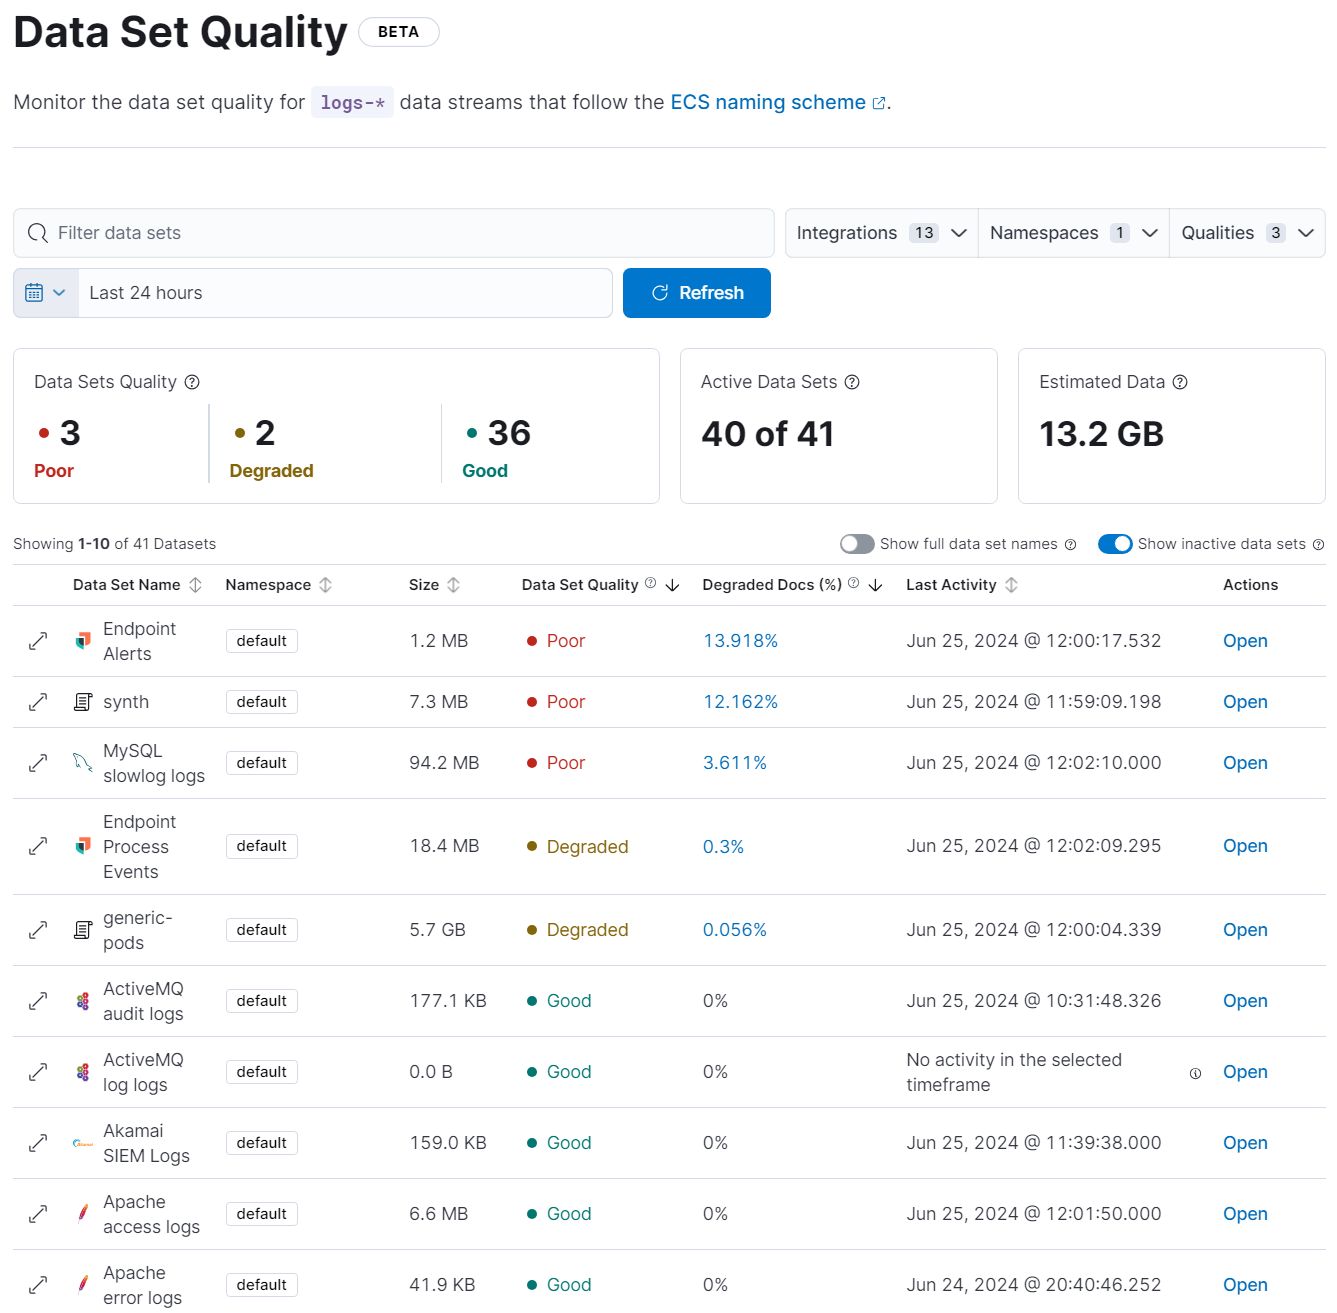 Data Set Quality BETA
Monitor the data set quality for logs-* data streams that follow the ECS naming scheme.
Filter data sets
Integrations 13
Namespaces 1
Qualities 3
Last 24 hours
Refresh
Data Sets Quality
3
Poor
2
Degraded
36
Good
Active Data Sets
40 of 41
Estimated Data
13.2 GB
Showing 1-10 of 41 Datasets
Show full data set names
Show inactive data sets
Data Set Name Namespace Size Data Set Quality Degraded Docs (%) Last Activity Actions
Endpoint
Alerts
default 1.2 MB Poor 13.918% Jun 25, 2024 @ 12:00:17.532 Open
synth default 7.3 MB Poor 12.162% Jun 25, 2024 @ 11:59:09.198 Open
MySQL
slowlog logs
default 94.2 MB Poor 3.611% Jun 25, 2024 @ 12:02:10.000 Open
Endpoint
Process
Events
default 18.4 MB Degraded 0.3% Jun 25, 2024 @ 12:02:09.295 Open
generic-
pods
default 5.7 GB Degraded 0.056% Jun 25, 2024 @ 12:00:04.339 Open
ActiveMQ
audit logs
default 177.1 KB Good 0% Jun 25, 2024 @ 10:31:48.326 Open
ActiveMQ
log logs
default 0.0 B Good 0% No activity in the selected
timeframe
Open
Akamai
SIEM Logs
default 159.0 KB Good 0% Jun 25, 2024 @ 11:39:38.000 Open
Apache
access logs
default 6.6 MB Good 0% Jun 25, 2024 @ 12:01:50.000 Open
Apache
error logs
default 41.9 KB Good 0% Jun 24, 2024 @ 20:40:46.252 Open